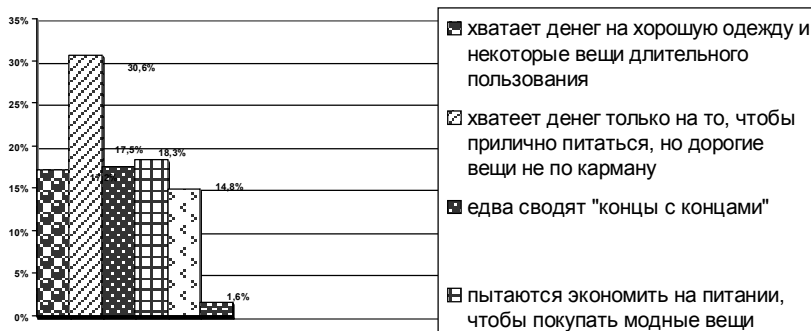 35%
30%
25%
20%
15%
10%
5%
0%
30,6%
17,5%
18,3%
17,2%
14,8%
1,6%
хватает денег на хорошую одежду и
некоторые вещи длительного
пользования
хватеет денег только на то, чтобы
прилично питаться, но дорогие
вещи не по карману
едва сводят "концы с концами"
пытаются экономить на питании,
чтобы покупать модные вещи